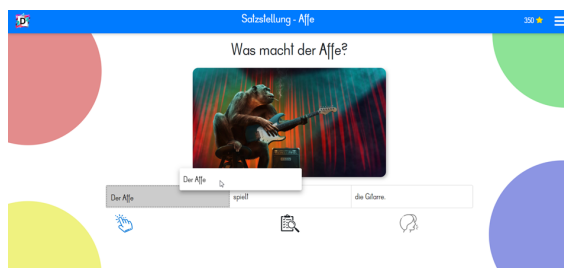 Satzstellung - Affe
350
Was macht der Affe?
Der Affe
Der Affe spielt die Gitarre.